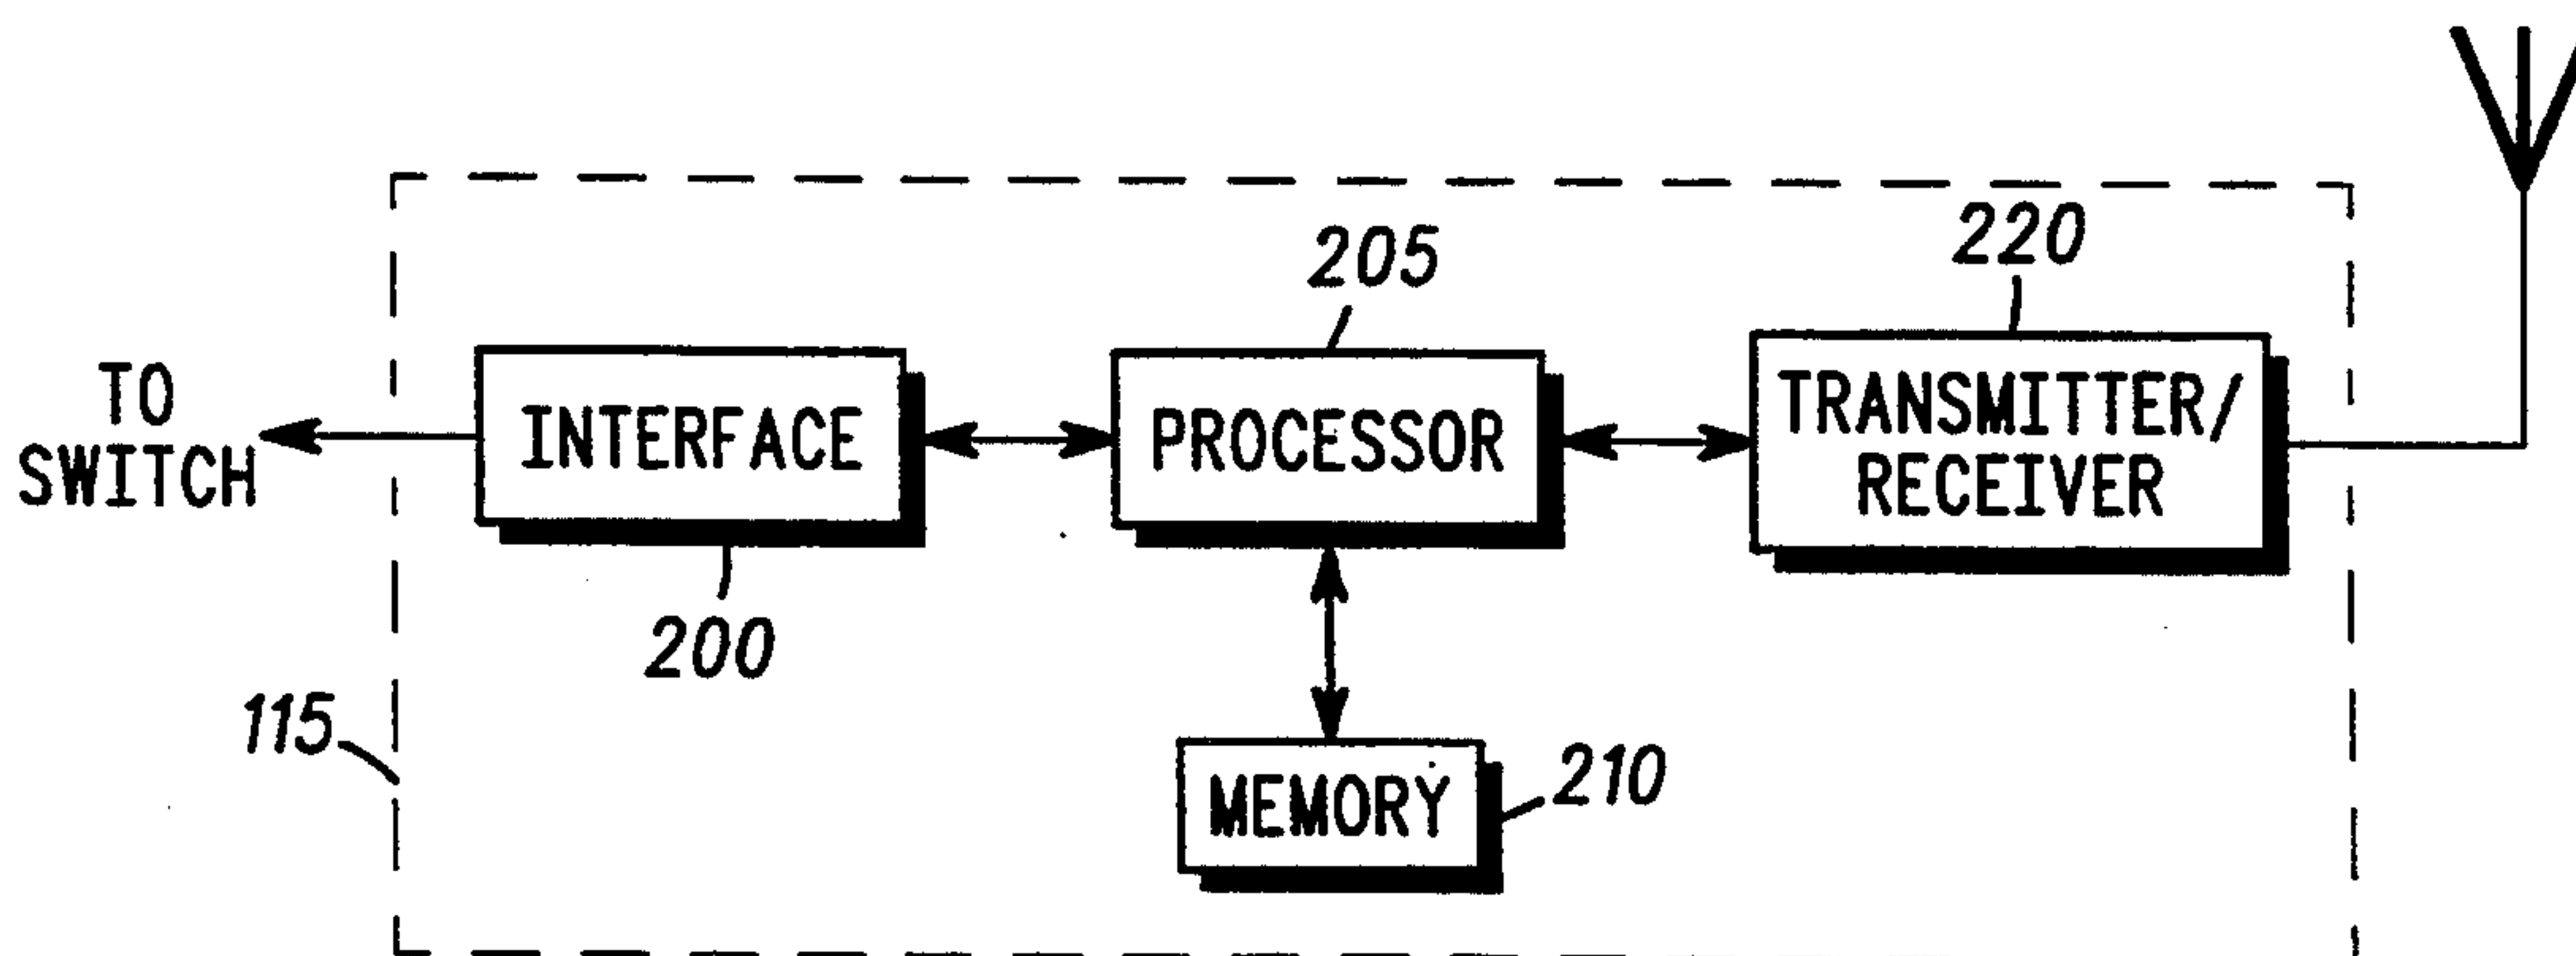 220
205
TO
SWITCH
INTERFACE
PROCESSOR
TRANSMITTER/
RECEIVER
200
115
MEMORY
210